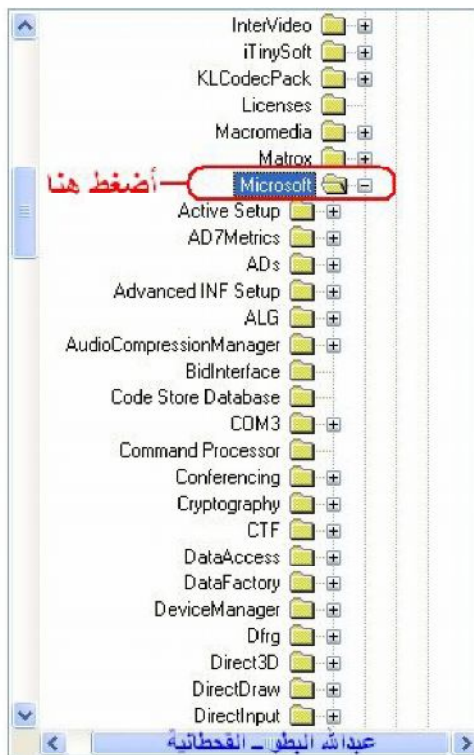 InterVideo
iTinySoft
KLCodecPack
Licenses
Macromedia
Matrox
Microsoft أضغط هنا
Active Setup
AD7Metrics
ADs
Advanced INF Setup
ALG
AudioCompressionManager
BidInterface
Code Store Database
COM3
Command Processor
Conferencing
Cryptography
CTF
DataAccess
DataFactory
DeviceManager
Dfrg
Direct3D
DirectDraw
DirectInput
عبدالله البطو ــ القحطانية